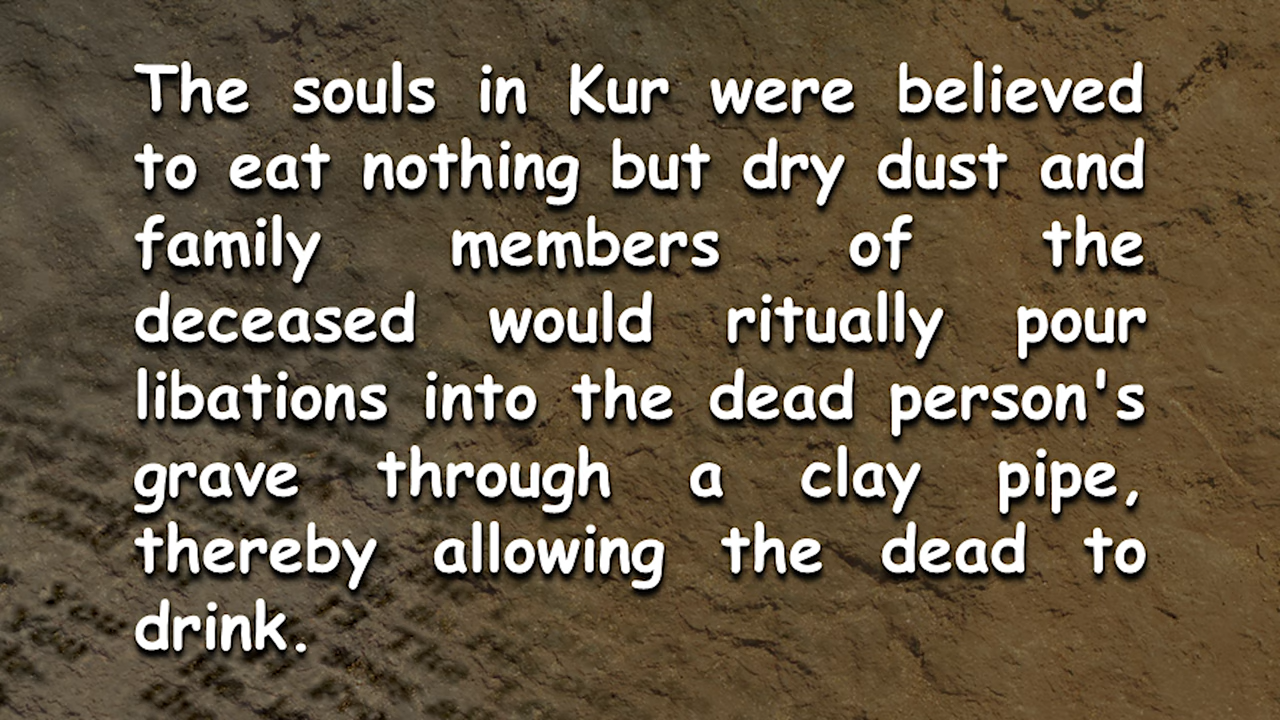 The souls in Kur were believed
to eat nothing but dry dust and
family members of the
deceased would ritually pour
libations into the dead person's
grave through a clay pipe,
thereby allowing the dead to
drink.